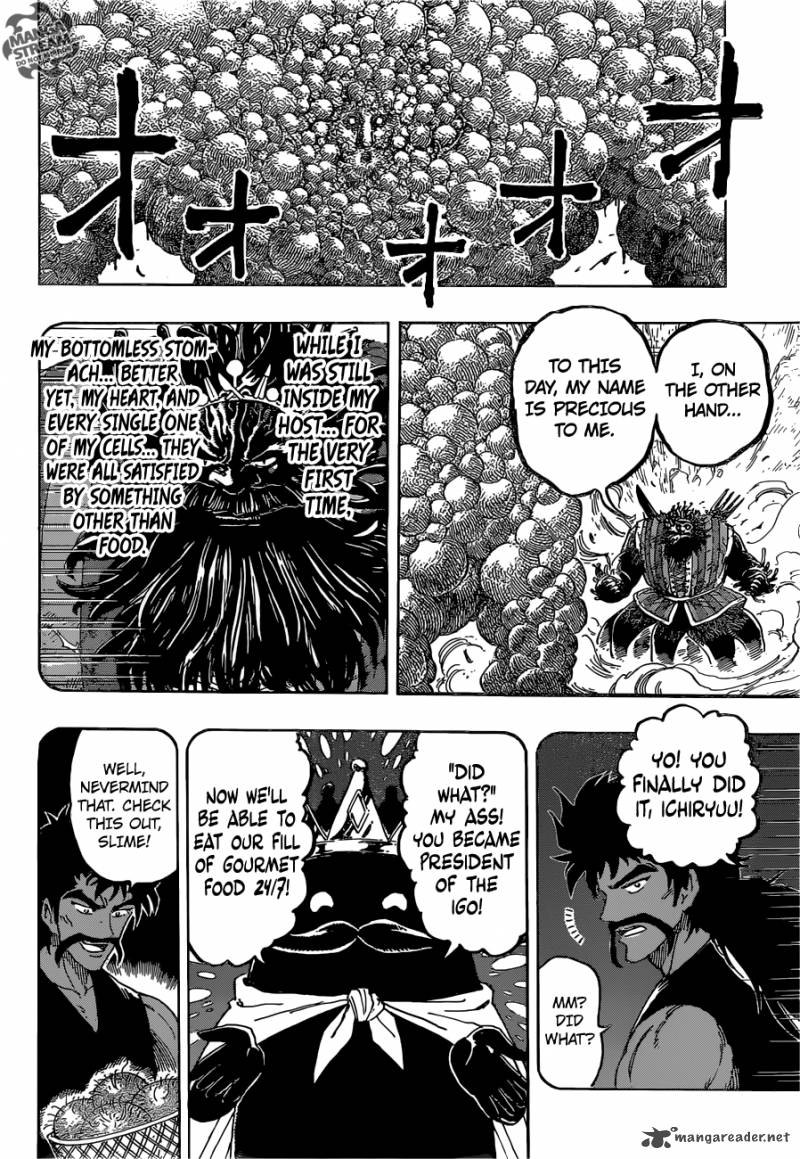 MANGA
STREAM
オ
オ
オ
オ
オ
I, ON
THE OTHER
HAND...
TO THIS
DAY, MY NAME
IS PRECIOUS
TO ME.
WHILE I
WAS STILL
INSIDE MY
HOST... FOR
THE VERY
FIRST
TIME,
MY BOTTOMLESS STOM-
ACH... BETTER
YET, MY HEART, AND
EVERY SINGLE ONE
OF MY CELLS... THEY
WERE ALL SATISFIED
BY SOMETHING
OTHER THAN
FOOD.
YO! YOU
FINALLY DID
IT, ICHIRYUU!
MM?
DID
WHAT?
"DID
WHAT?"
MY ASS!
YOU BECAME
PRESIDENT
OF THE
IGO!
NOW WE'LL
BE ABLE TO
EAT OUR FILL
OF GOURMET
FOOD 24/7!
WELL,
NEVERMIND
THAT. CHECK
THIS OUT,
SLIME!
mangareader.net